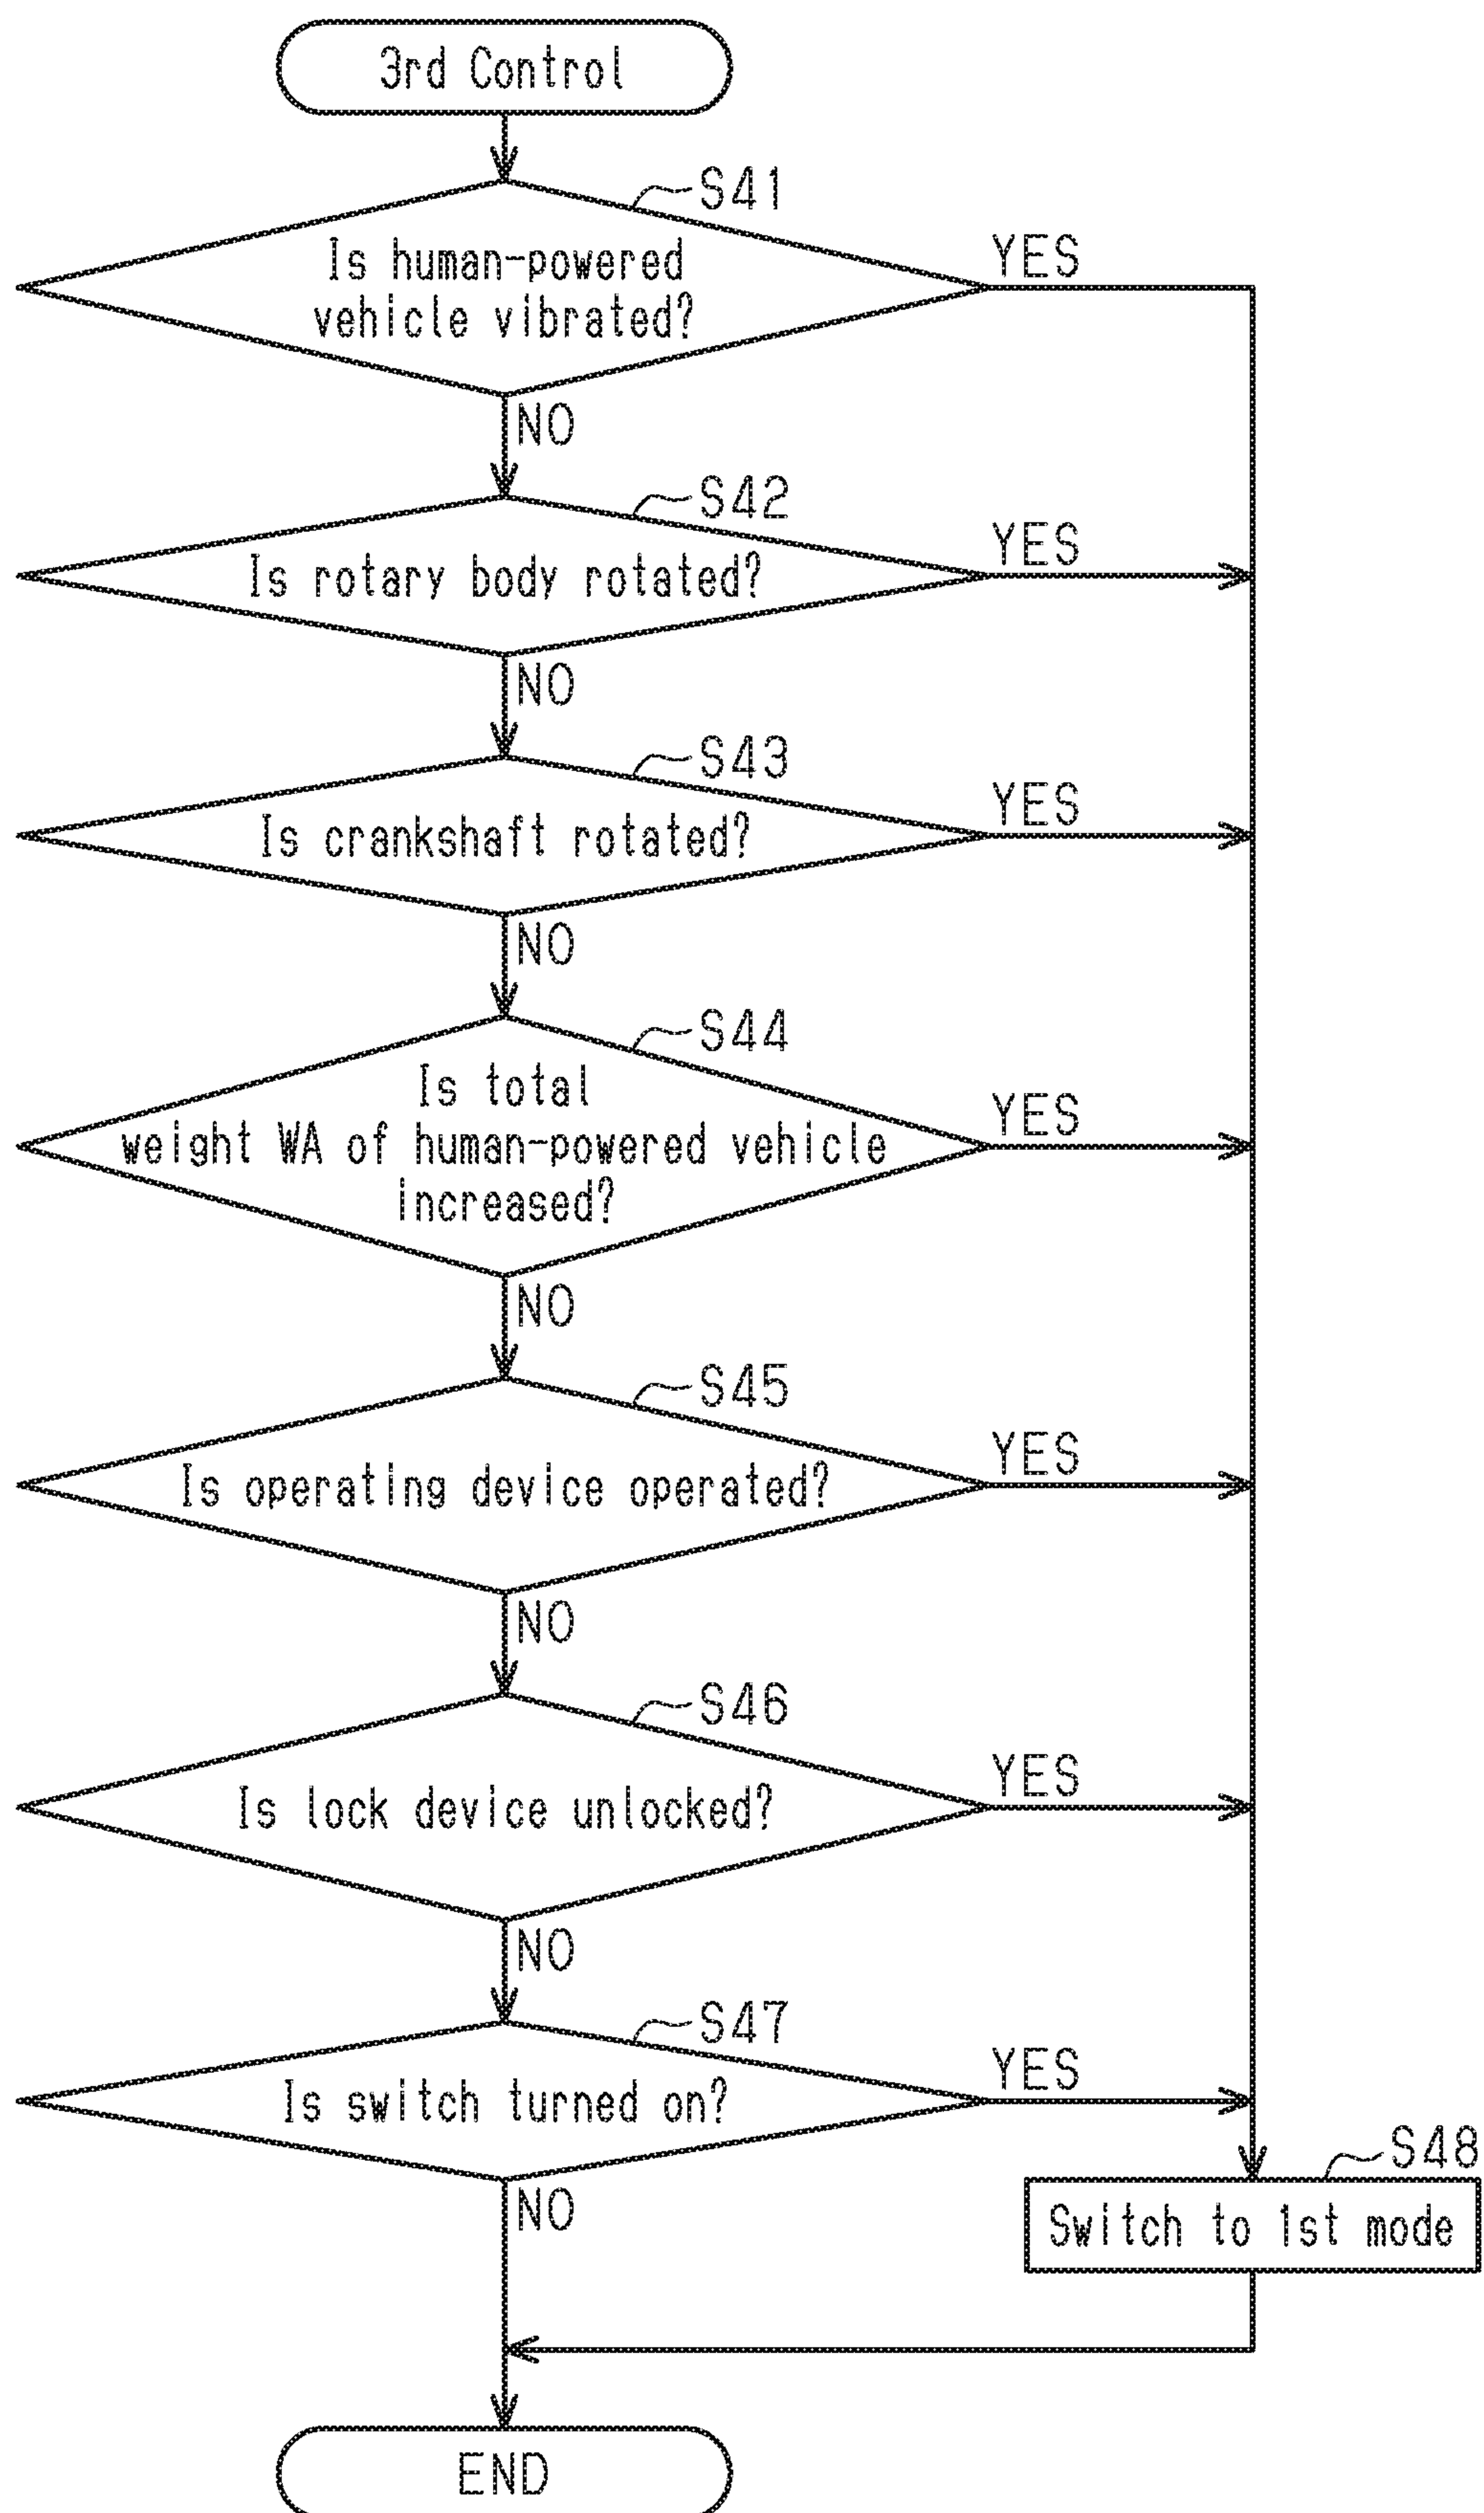 3rd Control
S41
Is human-powered
vehicle vibrated?
YES
NO
S42
Is rotary body rotated?
YES
NO
S43
Is crankshaft rotated?
YES
NO
S44
Is total
weight WA of human-powered vehicle
increased?
YES
NO
S45
Is operating device operated?
YES
NO
S46
Is lock device unlocked?
YES
NO
S47
Is switch turned on?
YES
NO
S48
Switch to 1st mode
END